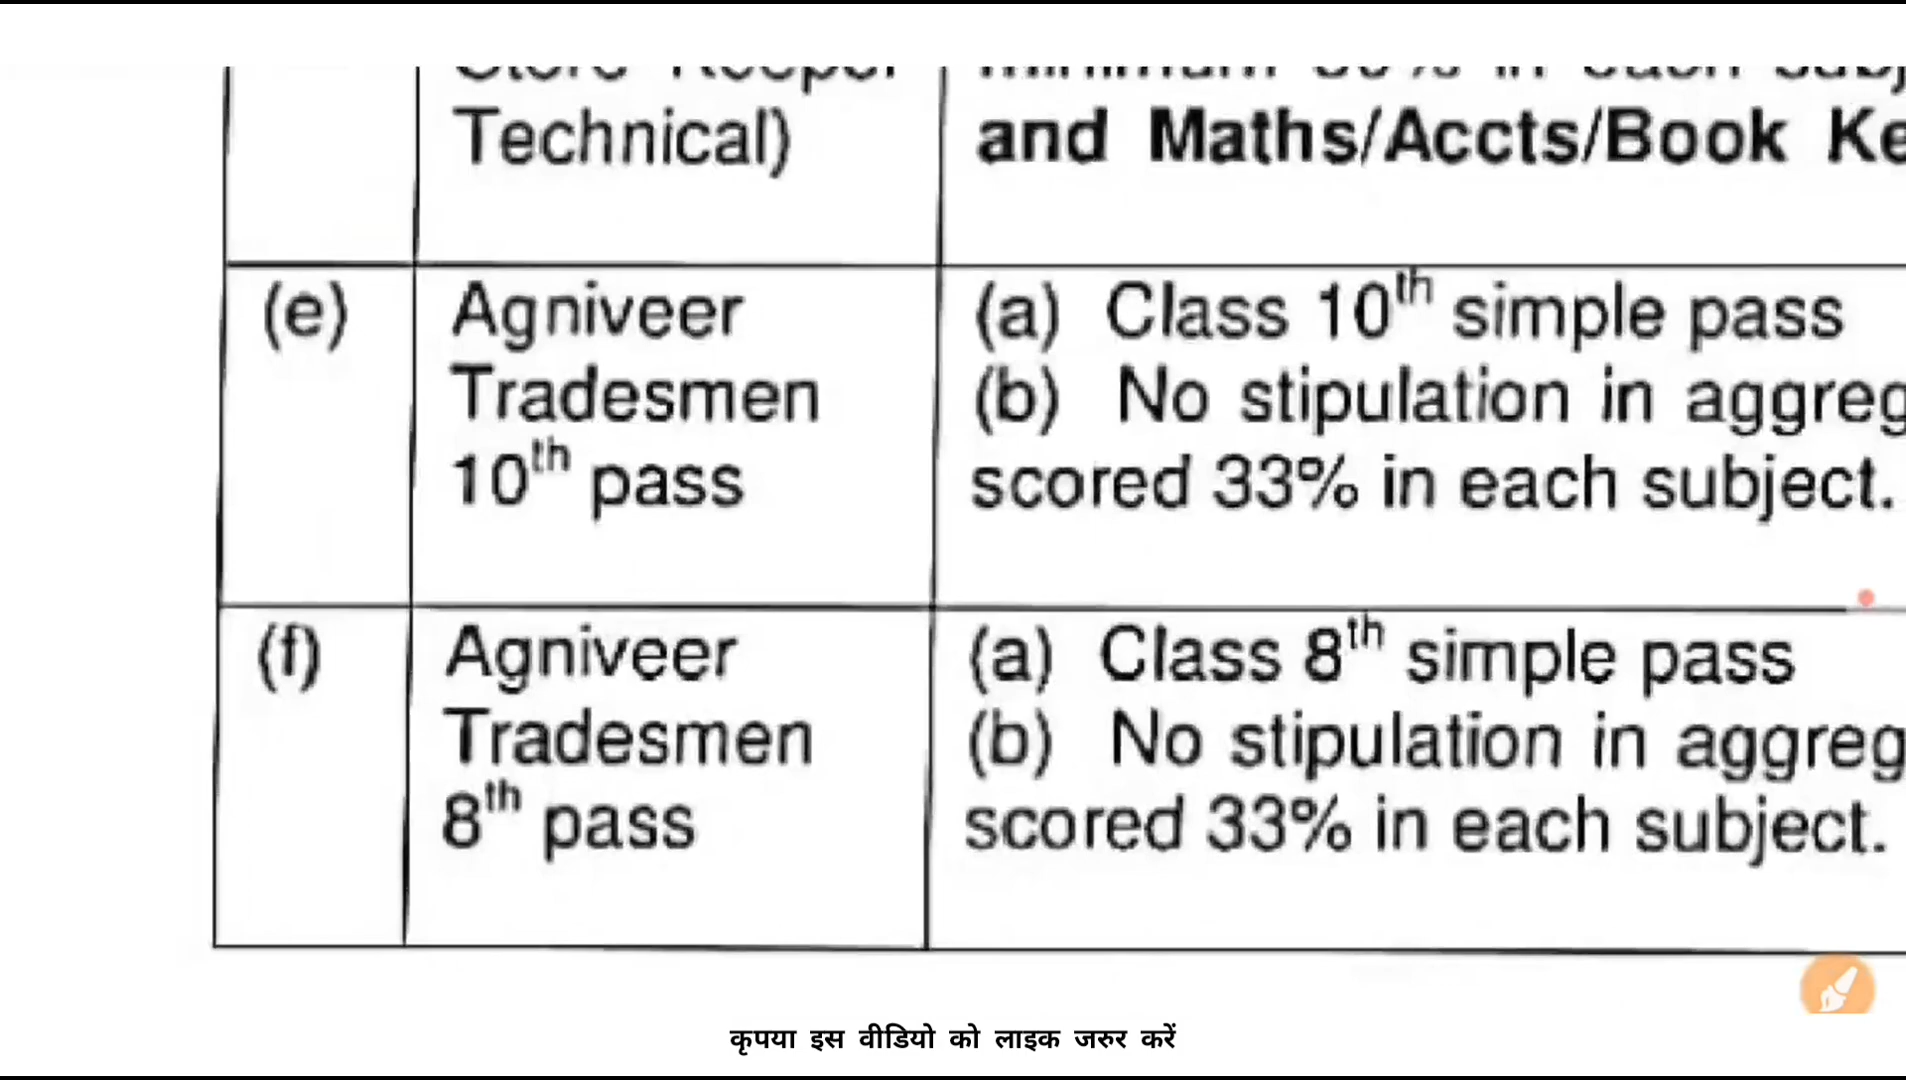 Technical)
and Maths/Accts/Book
(e) Agniveer Tradesmen 10th pass
(a) Class 10th simple pass
(b) No stipulation in
scored 33% in each subject.
(f) Agniveer Tradesmen 8th pass
(a) Class 8th simple pass
(b) No stipulation in
scored 33% in each subject.
कृपया इस वीडियो को लाइक जरुर करें